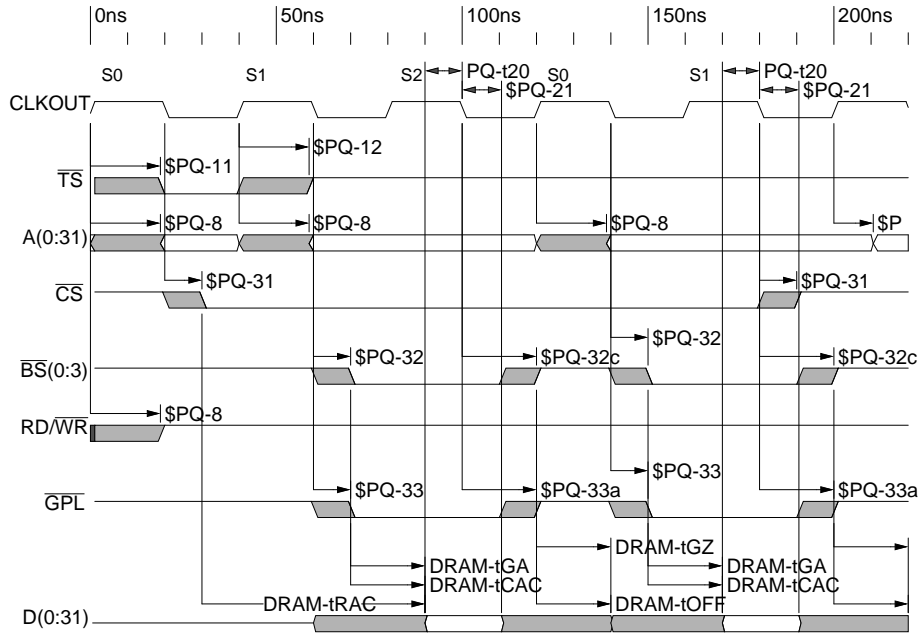 0ns 50ns 100ns 150ns 200ns
S0 S1 S2 PQ-t20 S0 S1 PQ-t20
CLKOUT $PQ-21 $PQ-21
$PQ-12
$PQ-11
TS
$PQ-8 $PQ-8 $PQ-8 $P
A(0:31)
$PQ-31 $PQ-31
CS
$PQ-32
$PQ-32 $PQ-32c $PQ-32c
BS(0:3)
$PQ-8
RD/WR
$PQ-33
$PQ-33 $PQ-33a $PQ-33a
GPL
DRAM-tGZ
DRAM-tGA DRAM-tGA
DRAM-tCAC DRAM-tCAC
DRAM-tRAC DRAM-tOFF
D(0:31)